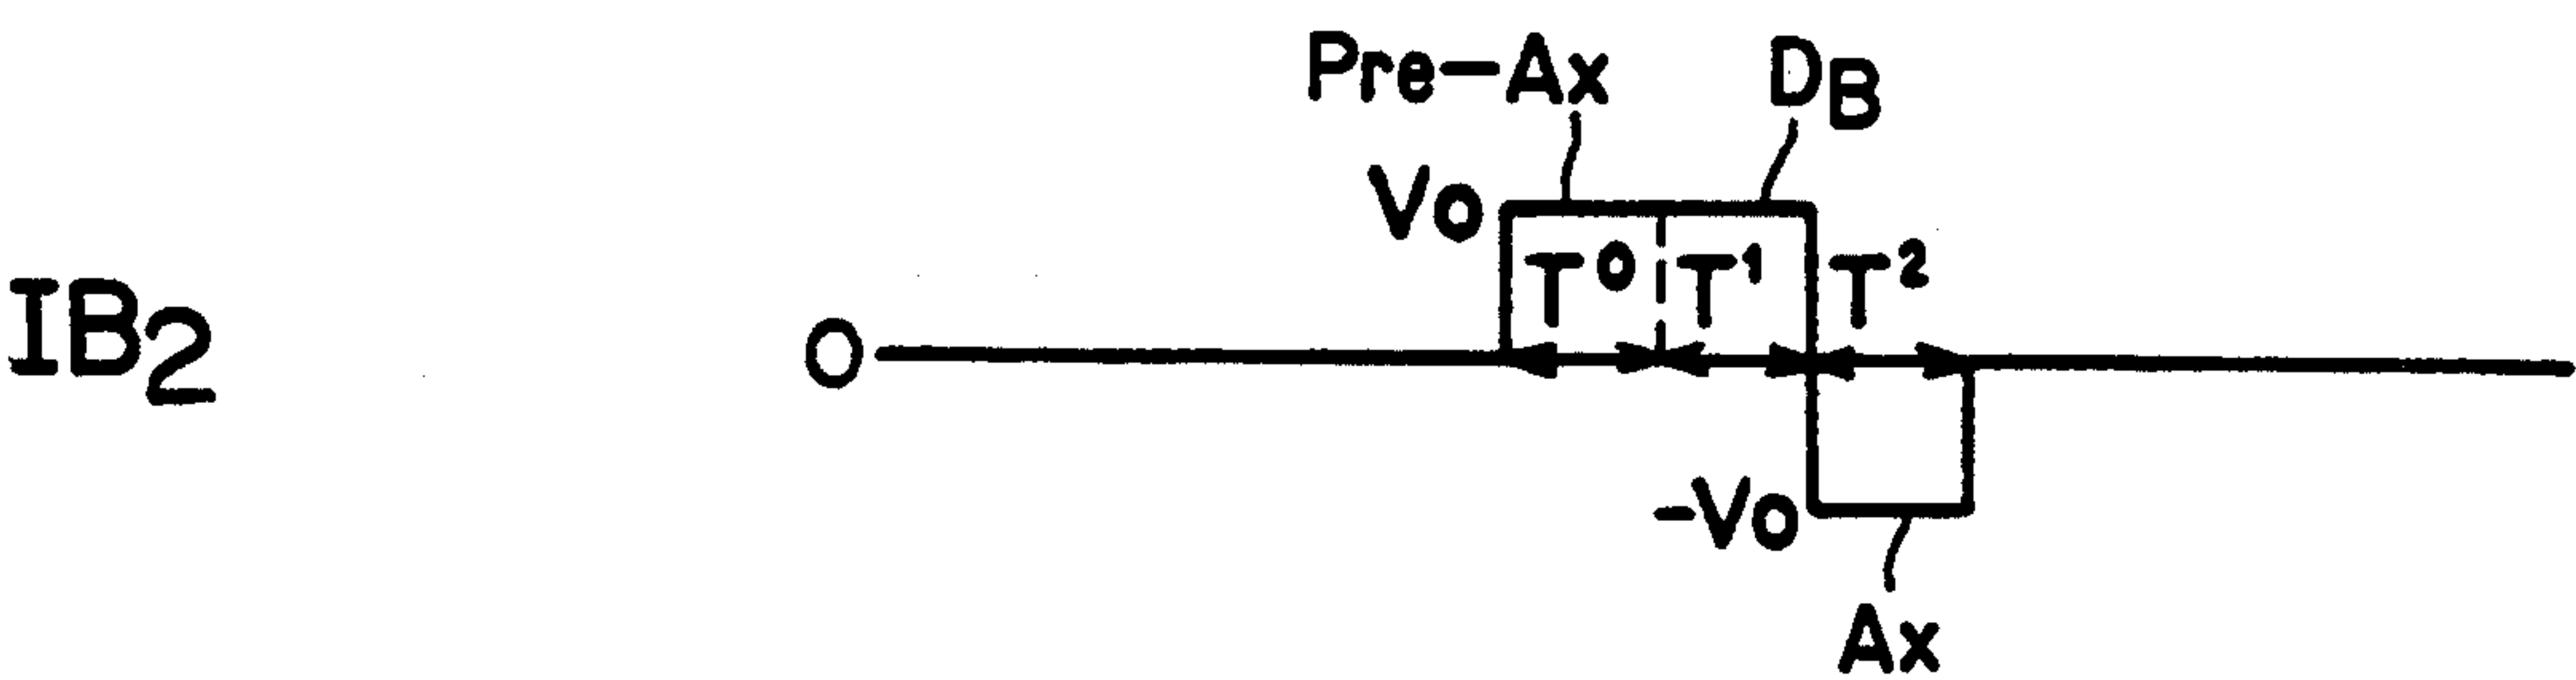 Pre-Ax DB
Vo
T⁰ T¹ T²
IB₂
O
-Vo
Ax